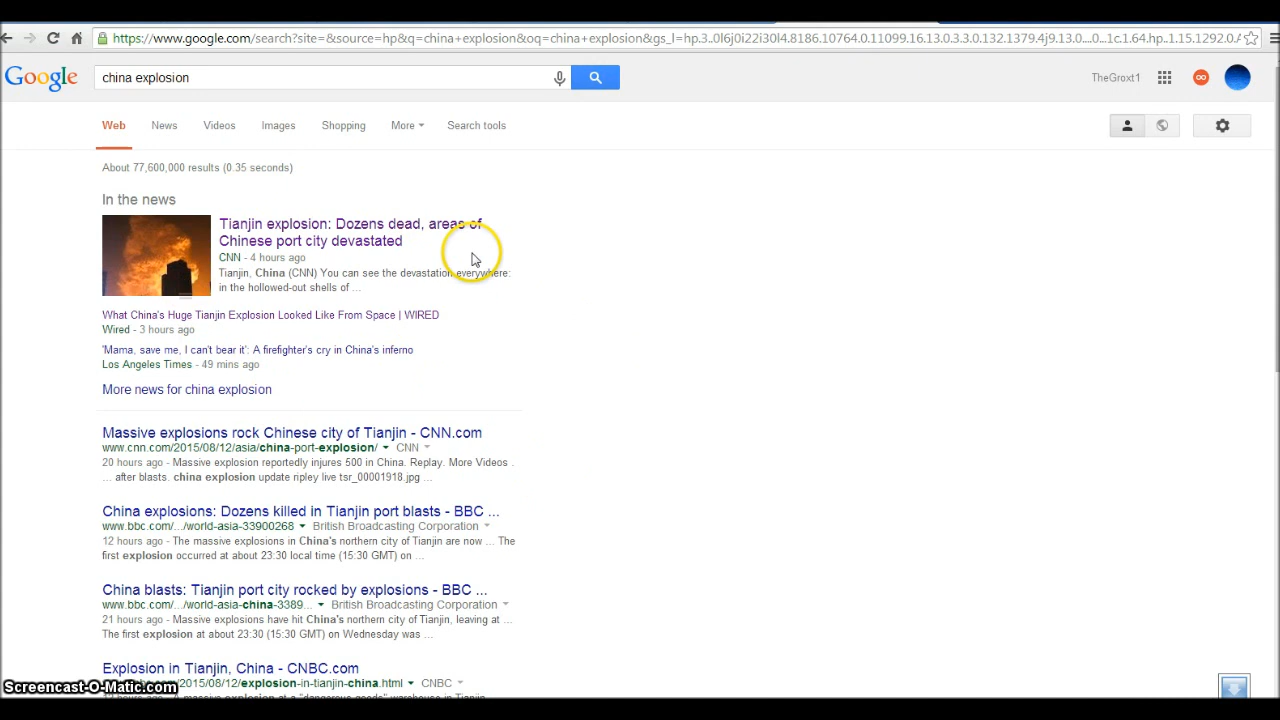 https://www.google.com/search?site=&source=hp&q=china+explosion&oq=china+explosion&gs_l=hp.3..0l6j0i22i30l4.8186.10764.0.11099.16.13.0.3.3.0.132.1379.4j9.13.0....0...1c.1.64.hp..1.15.1292.0.
Google
china explosion
TheGroxt1
Web News Videos Images Shopping More Search tools
About 77,600,000 results (0.35 seconds)
In the news
Tianjin explosion: Dozens dead, areas of
Chinese port city devastated
CNN - 4 hours ago
Tianjin, China (CNN) You can see the devastation everywhere:
in the hollowed-out shells of ...
What China's Huge Tianjin Explosion Looked Like From Space | WIRED
Wired - 3 hours ago
'Mama, save me, I can't bear it': A firefighter's cry in China's inferno
Los Angeles Times - 49 mins ago
More news for china explosion
Massive explosions rock Chinese city of Tianjin - CNN.com
www.cnn.com/2015/08/12/asia/china-port-explosion/ CNN
20 hours ago - Massive explosion reportedly injures 500 in China. Replay. More Videos .
... after blasts. china explosion update ripley live tsr_00001918.jpg ...
China explosions: Dozens killed in Tianjin port blasts - BBC ...
www.bbc.com/.../world-asia-33900268 British Broadcasting Corporation
12 hours ago - The massive explosions in China's northern city of Tianjin are now ... The
first explosion occurred at about 23:30 local time (15:30 GMT) on ...
China blasts: Tianjin port city rocked by explosions - BBC ...
www.bbc.com/.../world-asia-china-3389... British Broadcasting Corporation
21 hours ago - Massive explosions have hit China's northern city of Tianjin, leaving at ...
The first explosion at about 23:30 (15:30 GMT) on Wednesday was ...
Explosion in Tianjin, China - CNBC.com
www.cnbc.com/2015/08/12/explosion-in-tianjin-china.html CNBC
Screencast-O-Matic.com